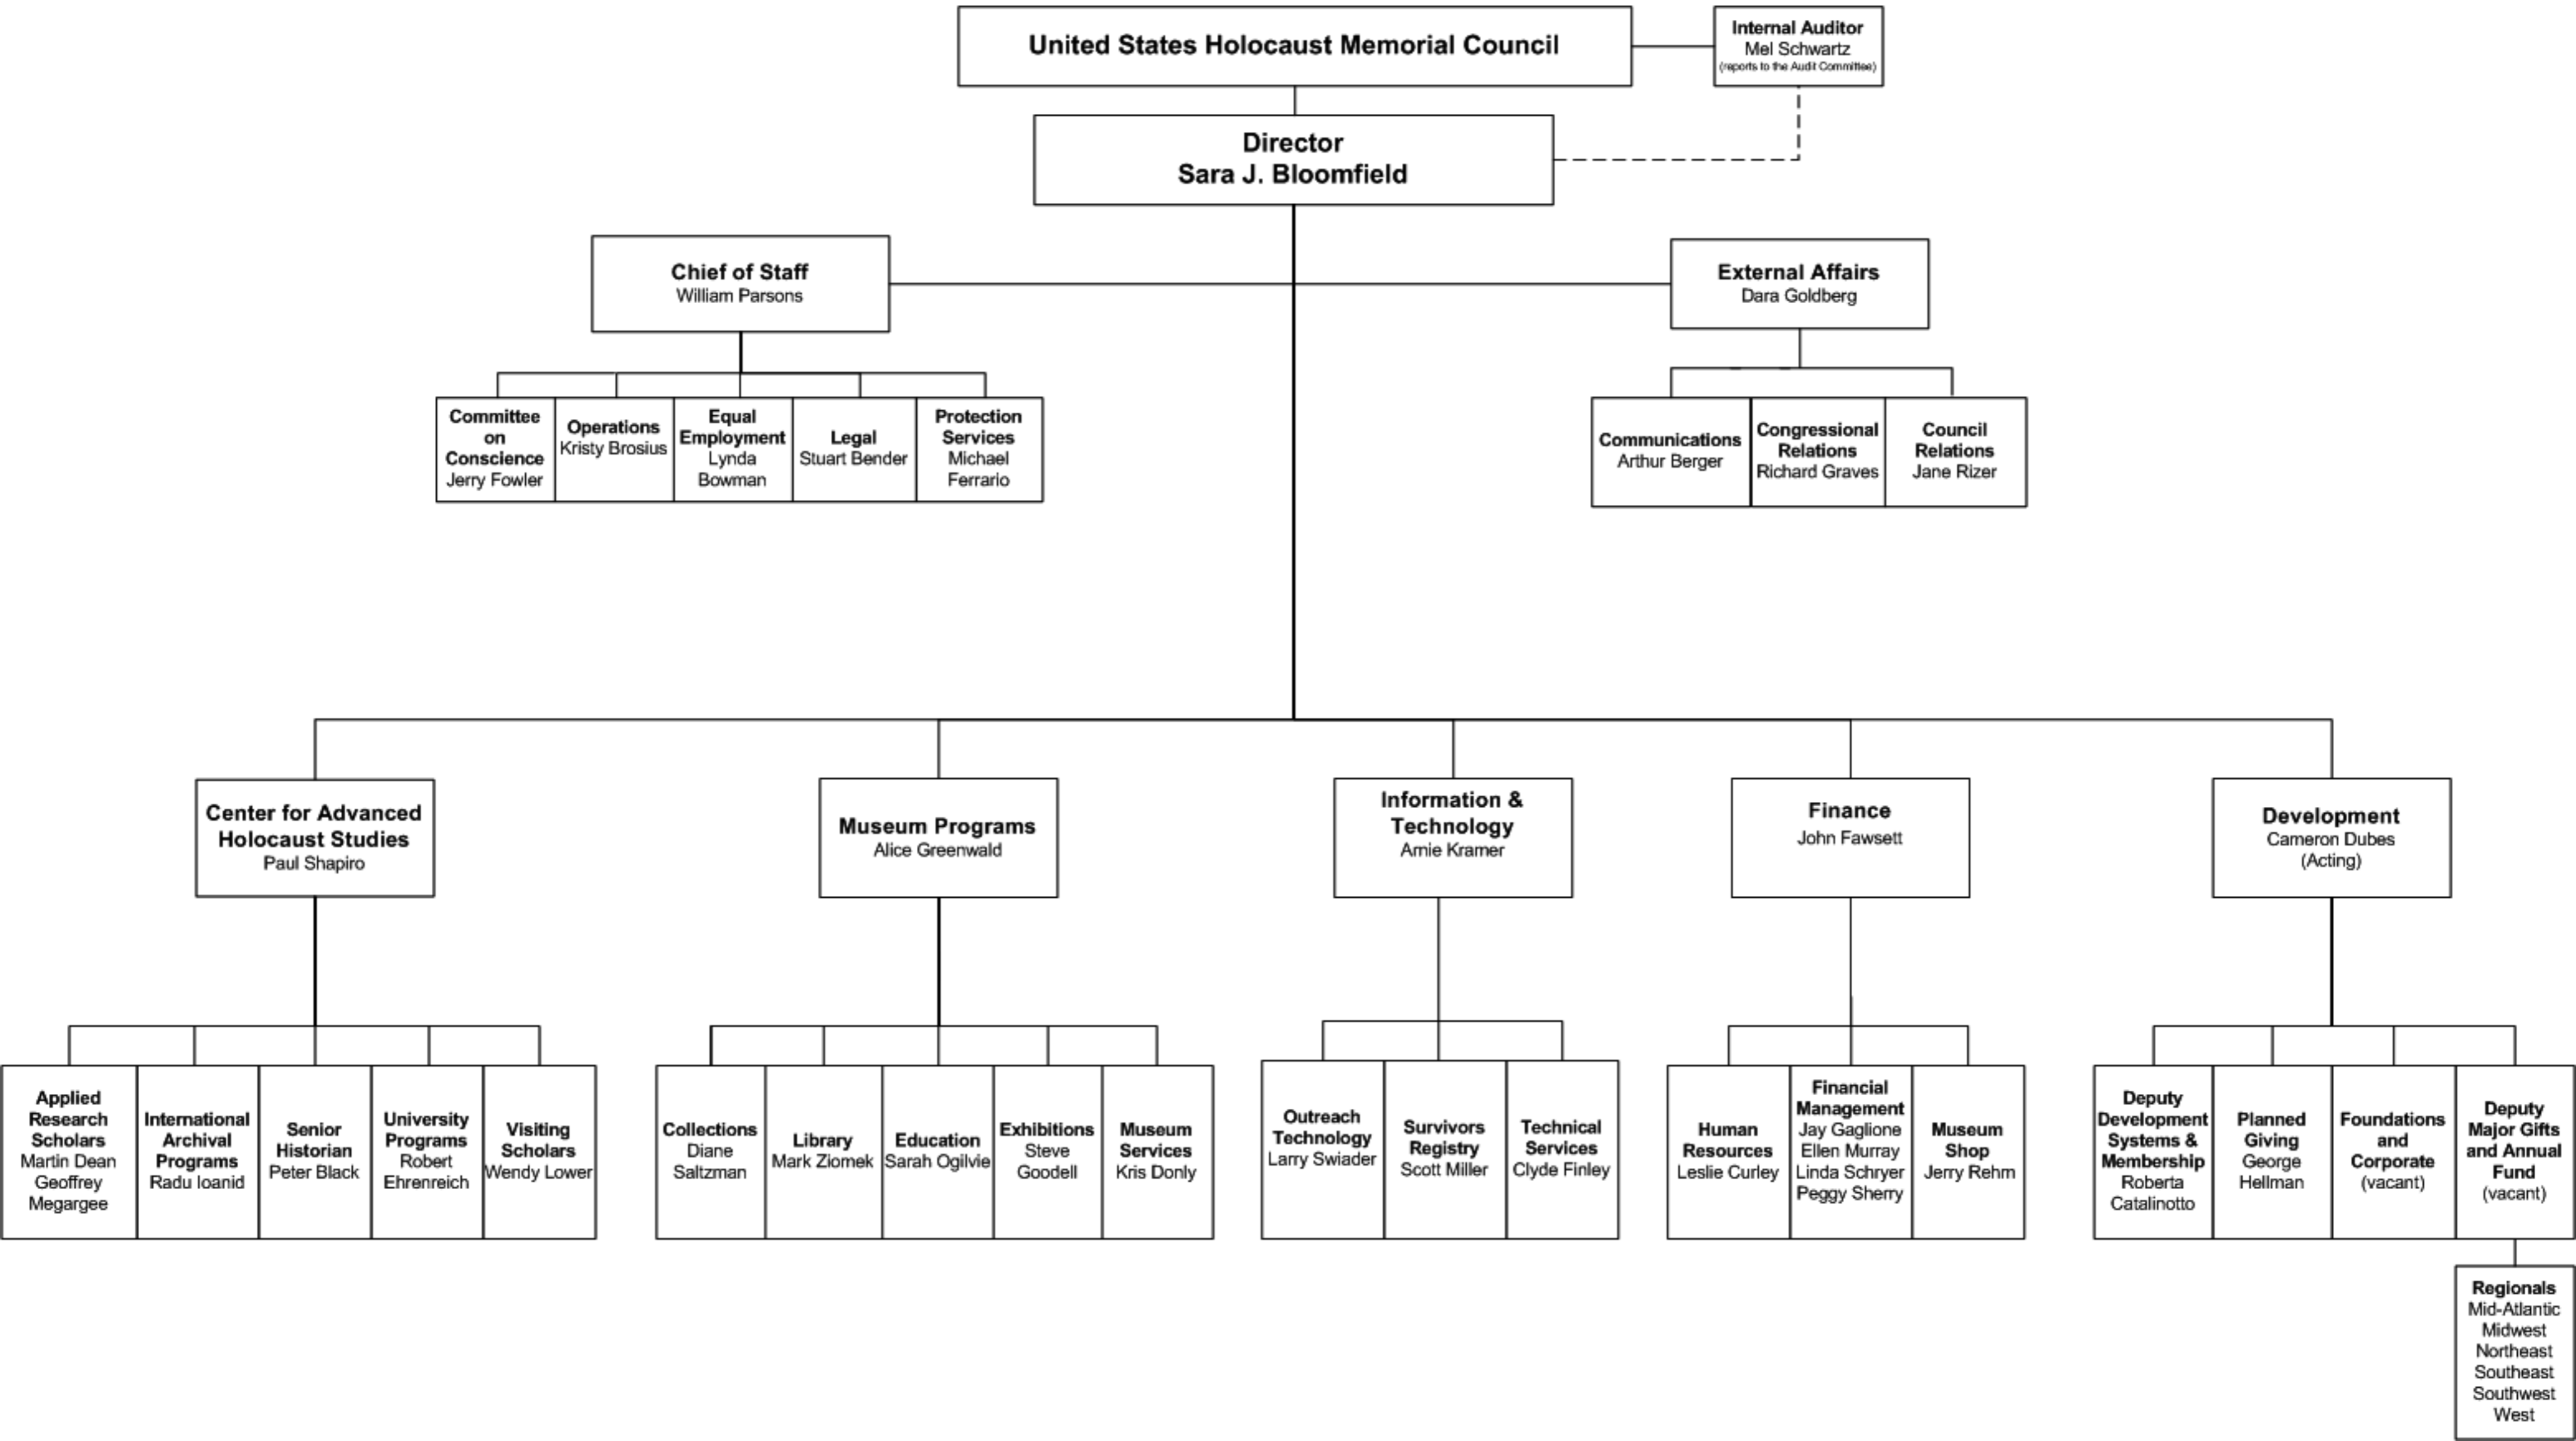 United States Holocaust Memorial Council
Internal Auditor
Mel Schwartz
(reports to the Audit Committee)
Director
Sara J. Bloomfield
Chief of Staff
William Parsons
External Affairs
Dara Goldberg
Committee
on
Conscience
Jerry Fowler
Operations
Kristy Brosius
Equal
Employment
Lynda
Bowman
Legal
Stuart Bender
Protection
Services
Michael
Ferrario
Communications
Arthur Berger
Congressional
Relations
Richard Graves
Council
Relations
Jane Rizer
Center for Advanced
Holocaust Studies
Paul Shapiro
Museum Programs
Alice Greenwald
Information &
Technology
Arnie Kramer
Finance
John Fawsett
Development
Cameron Dubes
(Acting)
Applied
Research
Scholars
Martin Dean
Geoffrey
Megargee
International
Archival
Programs
Radu Ioanid
Senior
Historian
Peter Black
University
Programs
Robert
Ehrenreich
Visiting
Scholars
Wendy Lower
Collections
Diane
Saltzman
Library
Mark Ziomek
Education
Sarah Ogilvie
Exhibitions
Steve
Goodell
Museum
Services
Kris Donly
Outreach
Technology
Larry Swiader
Survivors
Registry
Scott Miller
Technical
Services
Clyde Finley
Human
Resources
Leslie Curley
Financial
Management
Jay Gaglione
Ellen Murray
Linda Schryer
Peggy Sherry
Museum
Shop
Jerry Rehm
Deputy
Development
Systems &
Membership
Roberta
Catalinotto
Planned
Giving
George
Hellman
Foundations
and
Corporate
(vacant)
Deputy
Major Gifts
and Annual
Fund
(vacant)
Regionals
Mid-Atlantic
Midwest
Northeast
Southeast
Southwest
West